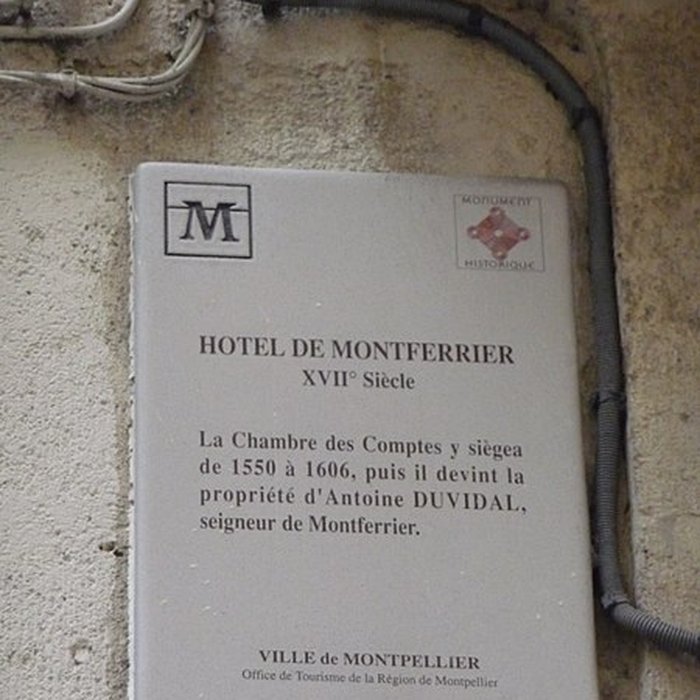 M
MONUMENT
HISTORIQUE
HOTEL DE MONTFERRIER
XVII° Siècle
La Chambre des Comptes y siègea
de 1550 à 1606, puis il devint la
propriété d'Antoine DUVIDAL,
seigneur de Montferrier.
VILLE de MONTPELLIER
Office de Tourisme de la Région de Montpellier